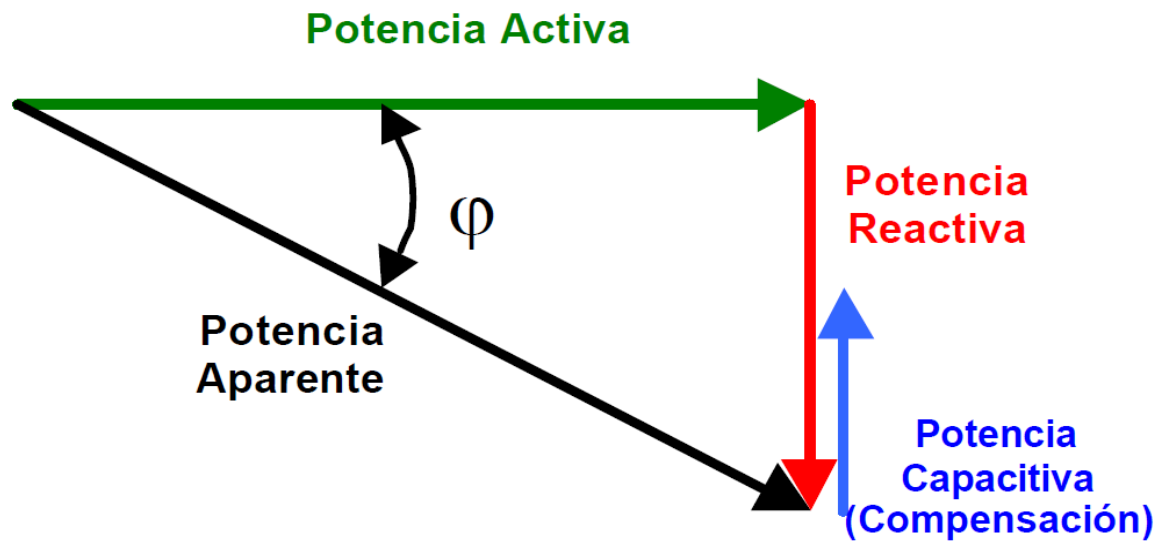 Potencia Activa
Potencia
Reactiva
φ
Potencia
Aparente
Potencia
Capacitiva
(Compensación)